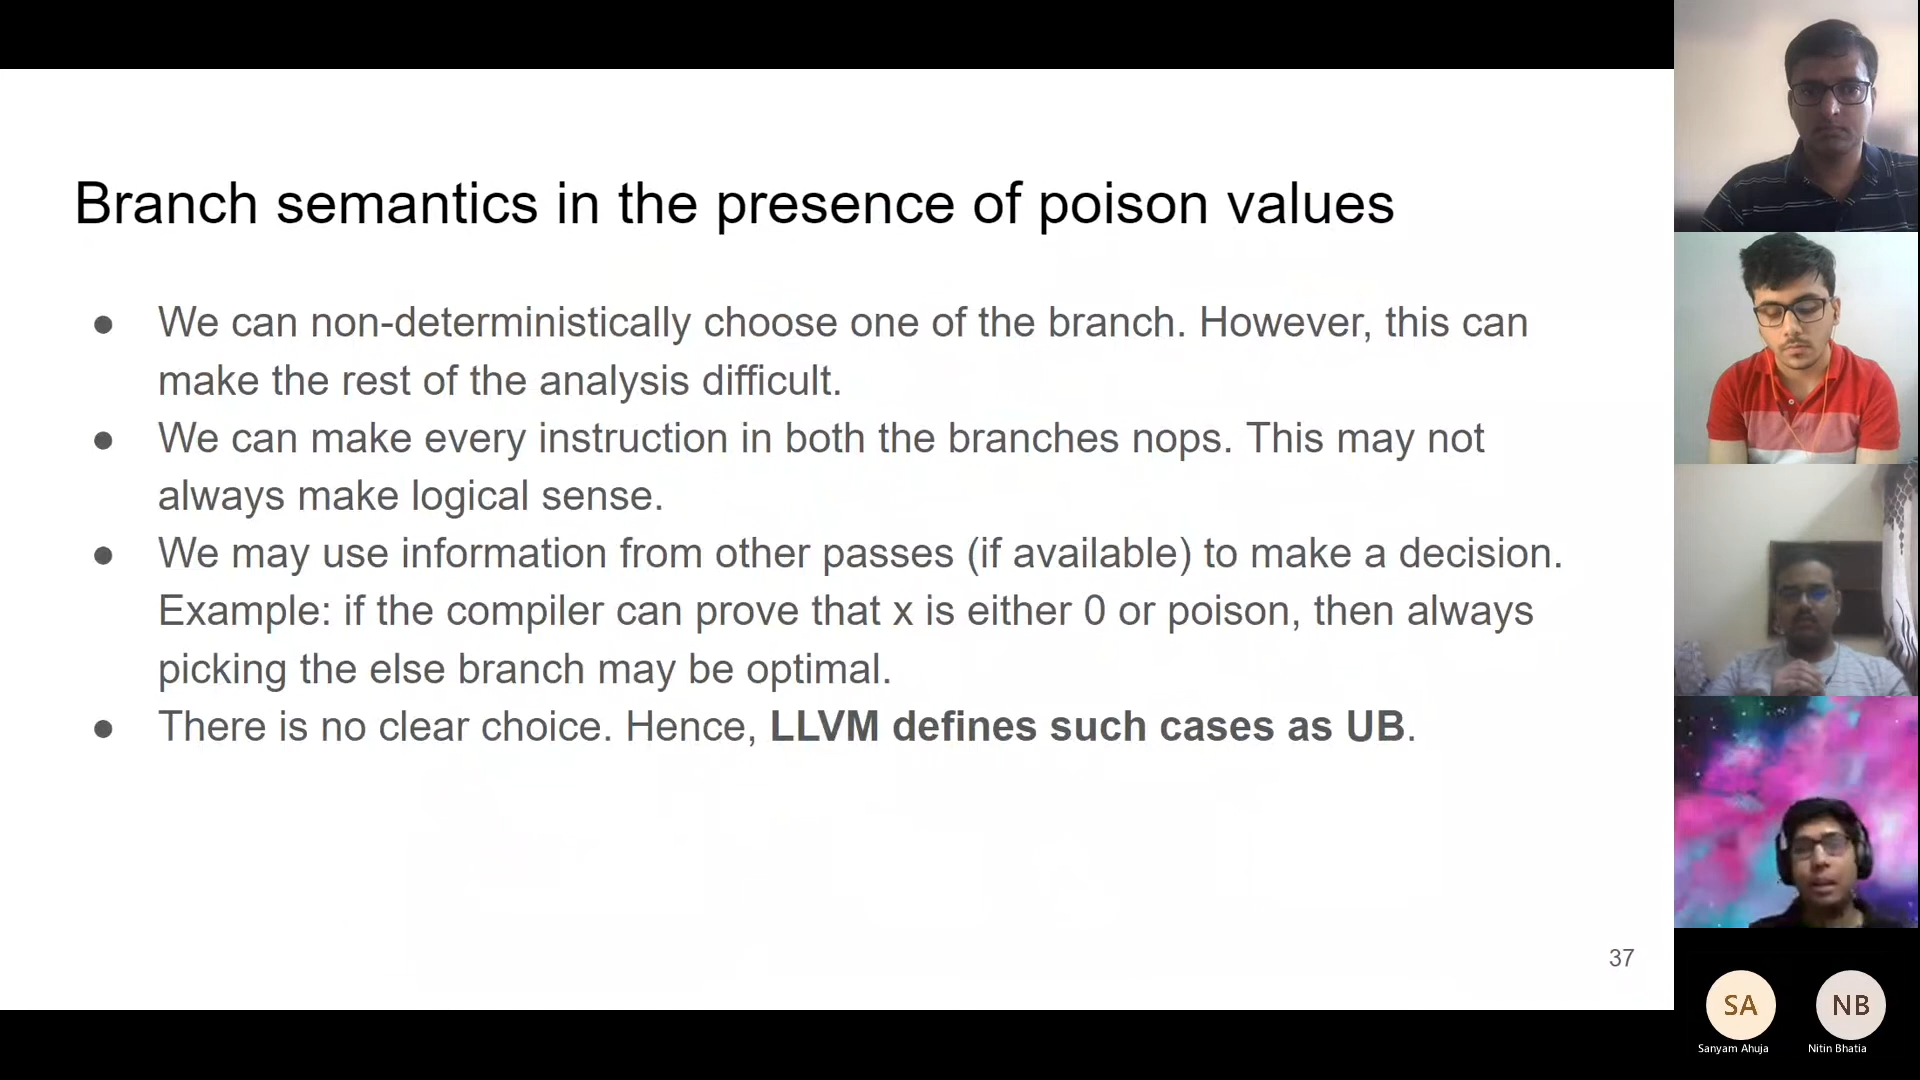 Branch semantics in the presence of poison values
● We can non-deterministically choose one of the branch. However, this can
make the rest of the analysis difficult.
● We can make every instruction in both the branches nops. This may not
always make logical sense.
● We may use information from other passes (if available) to make a decision.
Example: if the compiler can prove that x is either 0 or poison, then always
picking the else branch may be optimal.
● There is no clear choice. Hence, LLVM defines such cases as UB.
37
SA
NB
Sanyam Ahuja
Nitin Bhatia